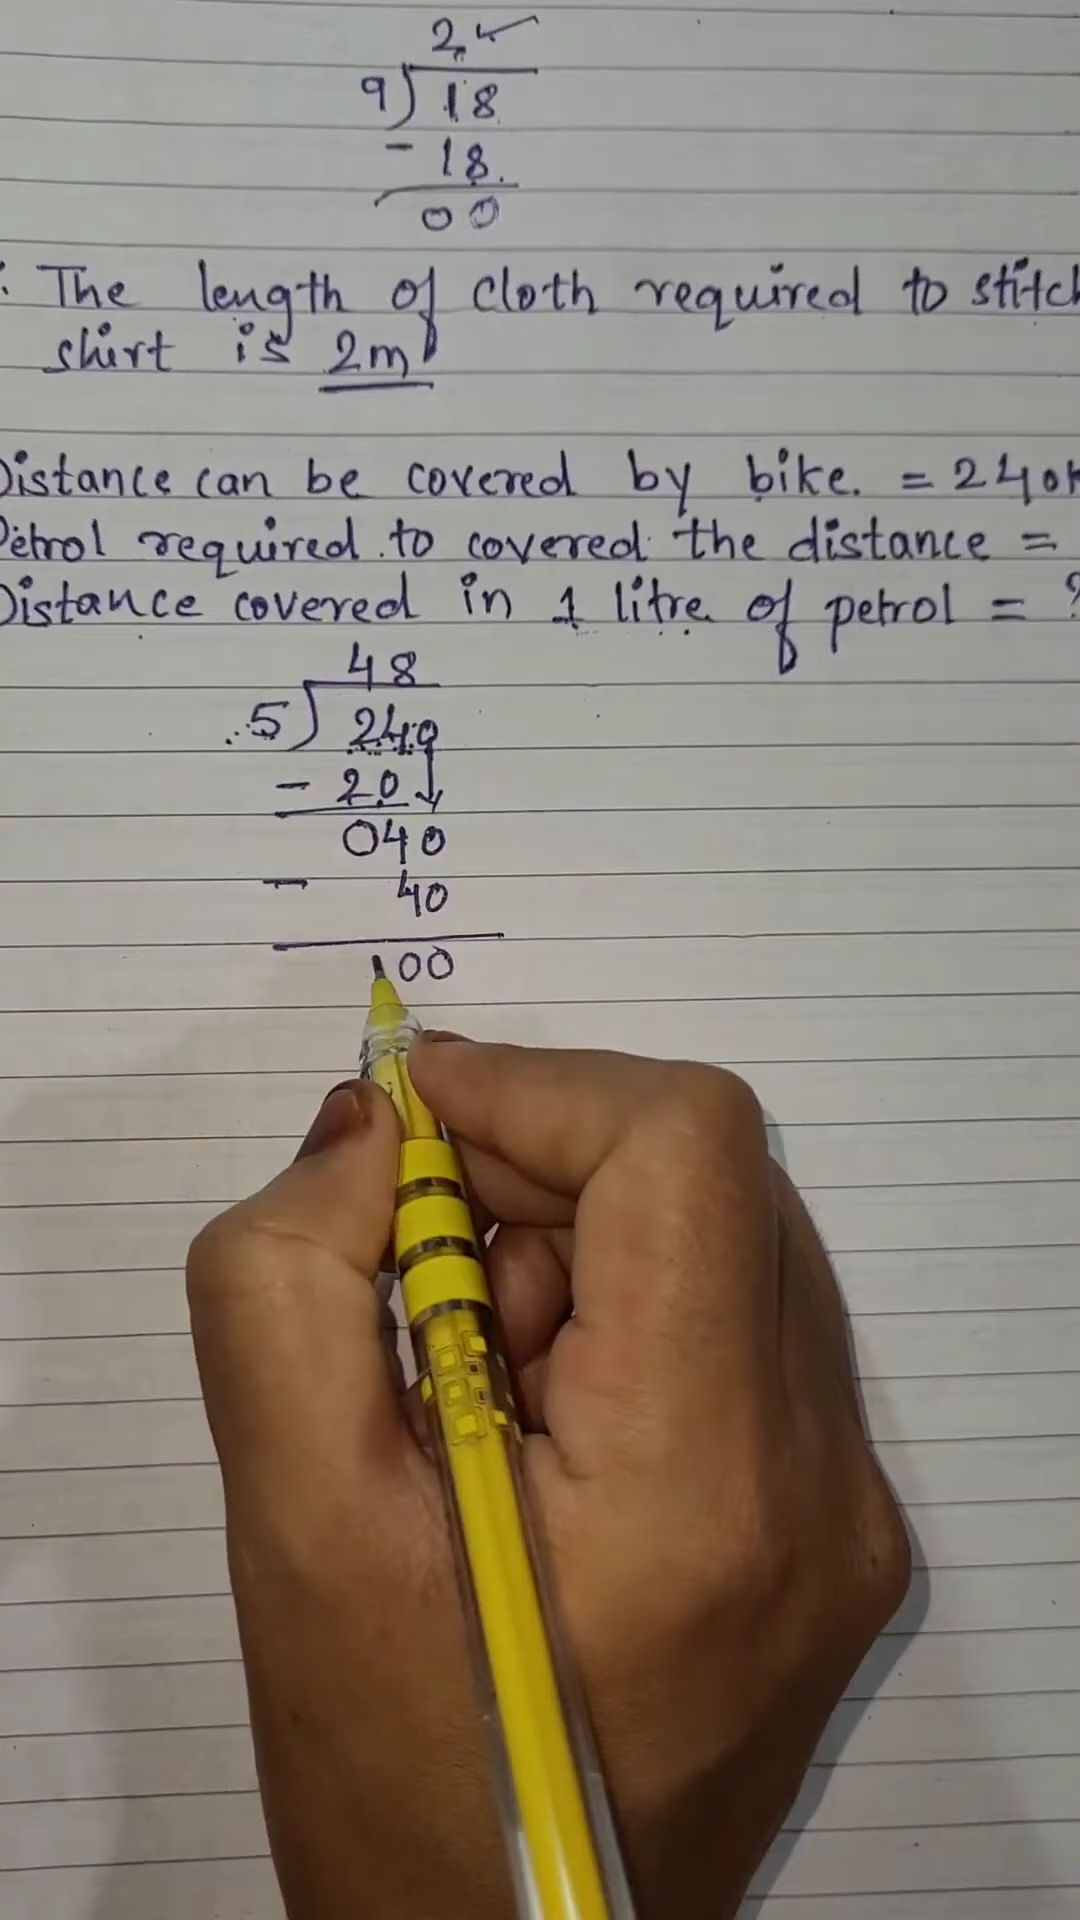 2
9 ) 18
- 18
00
: The length of cloth required to stitch
shirt is 2m
Distance can be covered by bike. = 240k
Petrol required to covered the distance =
Distance covered in 1 litre of petrol = ?
48
5 ) 240
- 20
040
- 40
00